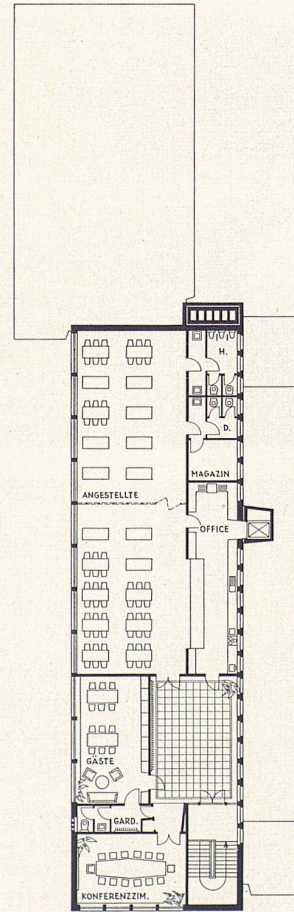 H.
D.
MAGAZIN
ANGESTELLTE
OFFICE
GÄSTE
GARD.
KONFERENZZIM.